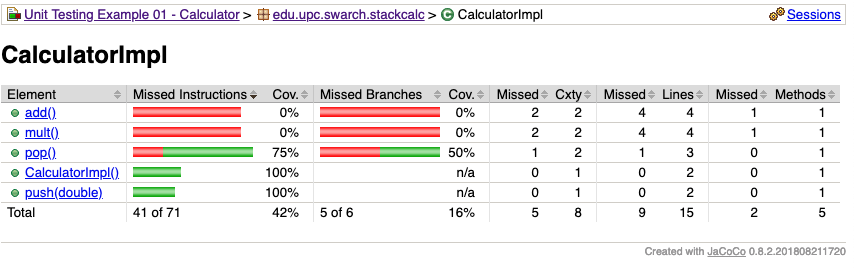 Unit Testing Example 01 - Calculator > edu.upc.swarch.stackcalc > CalculatorImpl Sessions
CalculatorImpl
Element Missed Instructions Cov. Missed Branches Cov. Missed Cxty Missed Lines Missed Methods
add() 0% 0% 2 2 4 4 1 1
mult() 0% 0% 2 2 4 4 1 1
pop() 75% 50% 1 2 1 3 0 1
CalculatorImpl() 100% n/a 0 1 0 2 0 1
push(double) 100% n/a 0 1 0 2 0 1
Total 41 of 71 42% 5 of 6 16% 5 8 9 15 2 5
Created with JaCoCo 0.8.2.201808211720